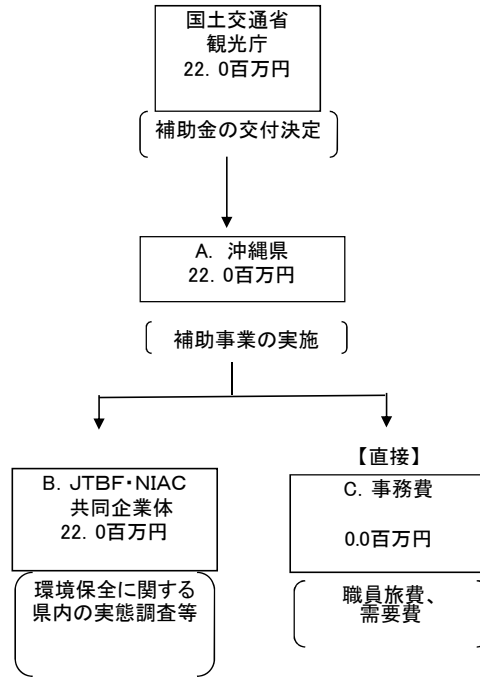 国土交通省
観光庁
22.0百万円
補助金の交付決定
A. 沖縄県
22.0百万円
補助事業の実施
B. JTBF・NIAC
共同企業体
22.0百万円
環境保全に関する
県内の実態調査等
【直接】
C. 事務費
0.0百万円
職員旅費、
需要費